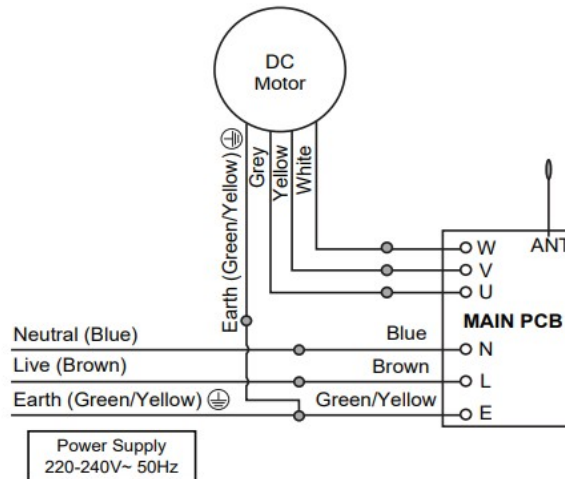 DC
Motor
Earth (Green/Yellow)
Grey
Yellow
White
W
ANT
V
U
MAIN PCB
Neutral (Blue)
Blue
N
Live (Brown)
Brown
L
Earth (Green/Yellow)
Green/Yellow
E
Power Supply
220-240V~ 50Hz